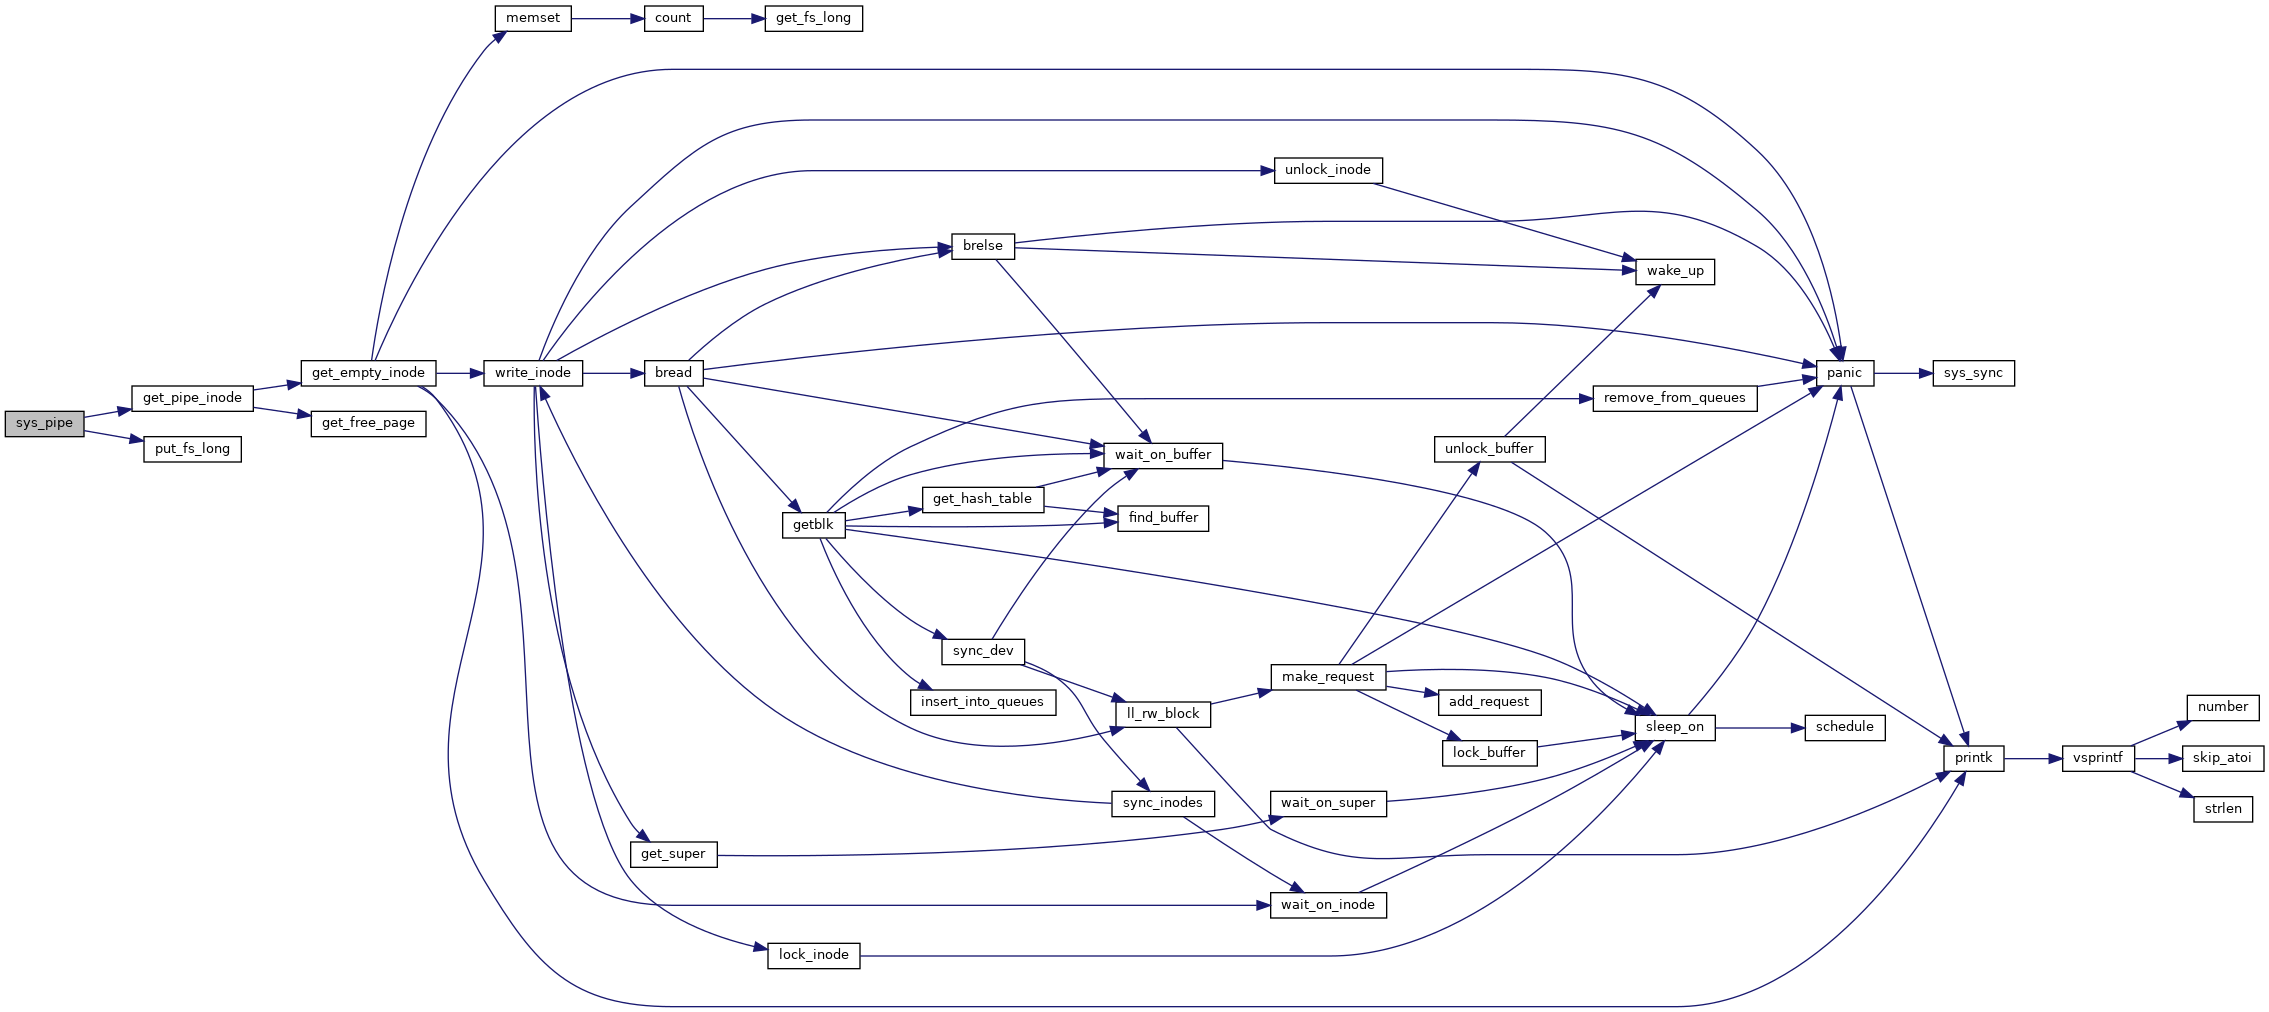 memset
count
get_fs_long
unlock_inode
brelse
wake_up
get_empty_inode
write_inode
bread
panic
sys_sync
get_pipe_inode
remove_from_queues
sys_pipe
get_free_page
put_fs_long
unlock_buffer
wait_on_buffer
get_hash_table
find_buffer
getblk
sync_dev
make_request
insert_into_queues
add_request
number
ll_rw_block
sleep_on
schedule
lock_buffer
printk
vsprintf
skip_atoi
sync_inodes
wait_on_super
strlen
get_super
wait_on_inode
lock_inode